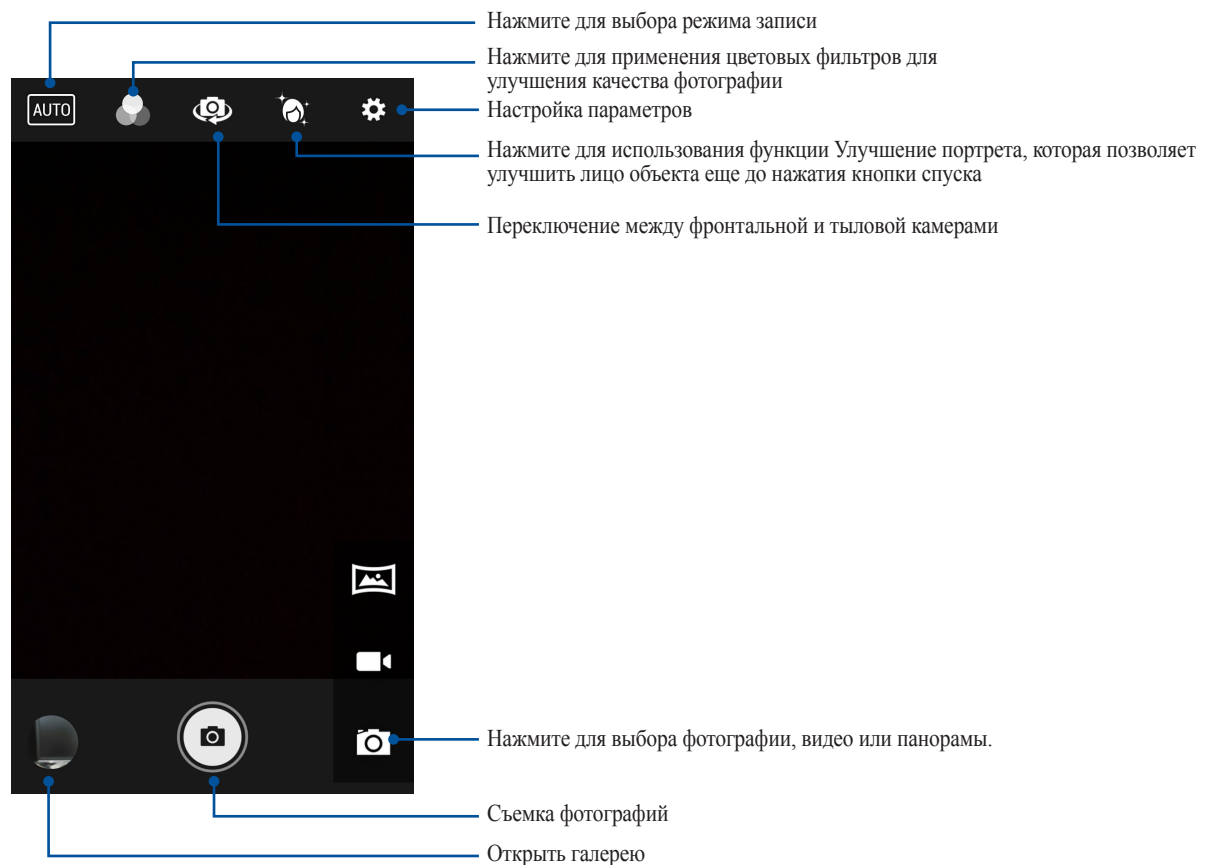 Нажмите для выбора режима записи
Нажмите для применения цветовых фильтров для
улучшения качества фотографии
AUTO
Настройка параметров
Нажмите для использования функции Улучшение портрета, которая позволяет
улучшить лицо объекта еще до нажатия кнопки спуска
Переключение между фронтальной и тыловой камерами
Нажмите для выбора фотографии, видео или панорамы.
Съемка фотографий
Открыть галерею